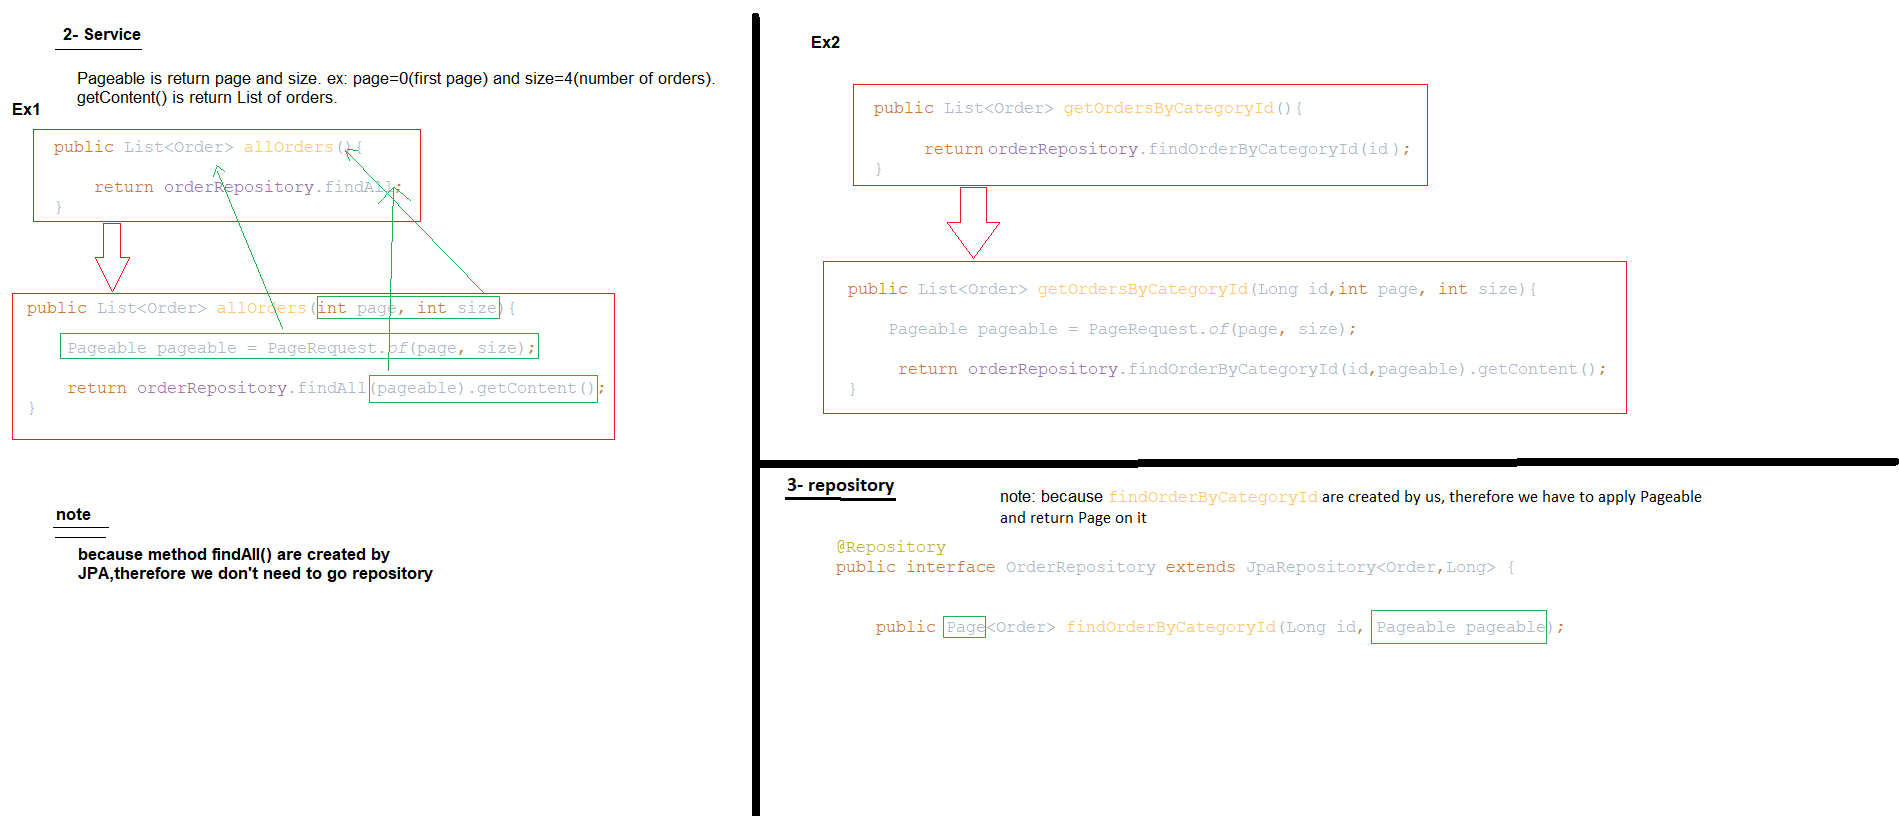 2- Service
Pageable is return page and size. ex: page=0(first page) and size=4(number of orders).
getContent() is return List of orders.
Ex1
public List<Order> allOrders(){
return orderRepository.findAll;
}
public List<Order> allOrders(int page, int size){
Pageable pageable = PageRequest.of(page, size);
return orderRepository.findAll(pageable).getContent();
}
note
because method findAll() are created by
JPA,therefore we don't need to go repository
Ex2
public List<Order> getOrdersByCategoryId(){
return orderRepository.findOrderByCategoryId(id);
}
public List<Order> getOrdersByCategoryId(Long id,int page, int size){
Pageable pageable = PageRequest.of(page, size);
return orderRepository.findOrderByCategoryId(id,pageable).getContent();
}
3- repository
note: because findOrderByCategoryId are created by us, therefore we have to apply Pageable
and return Page on it
@Repository
public interface OrderRepository extends JpaRepository<Order,Long> {
public Page<Order> findOrderByCategoryId(Long id, Pageable pageable);